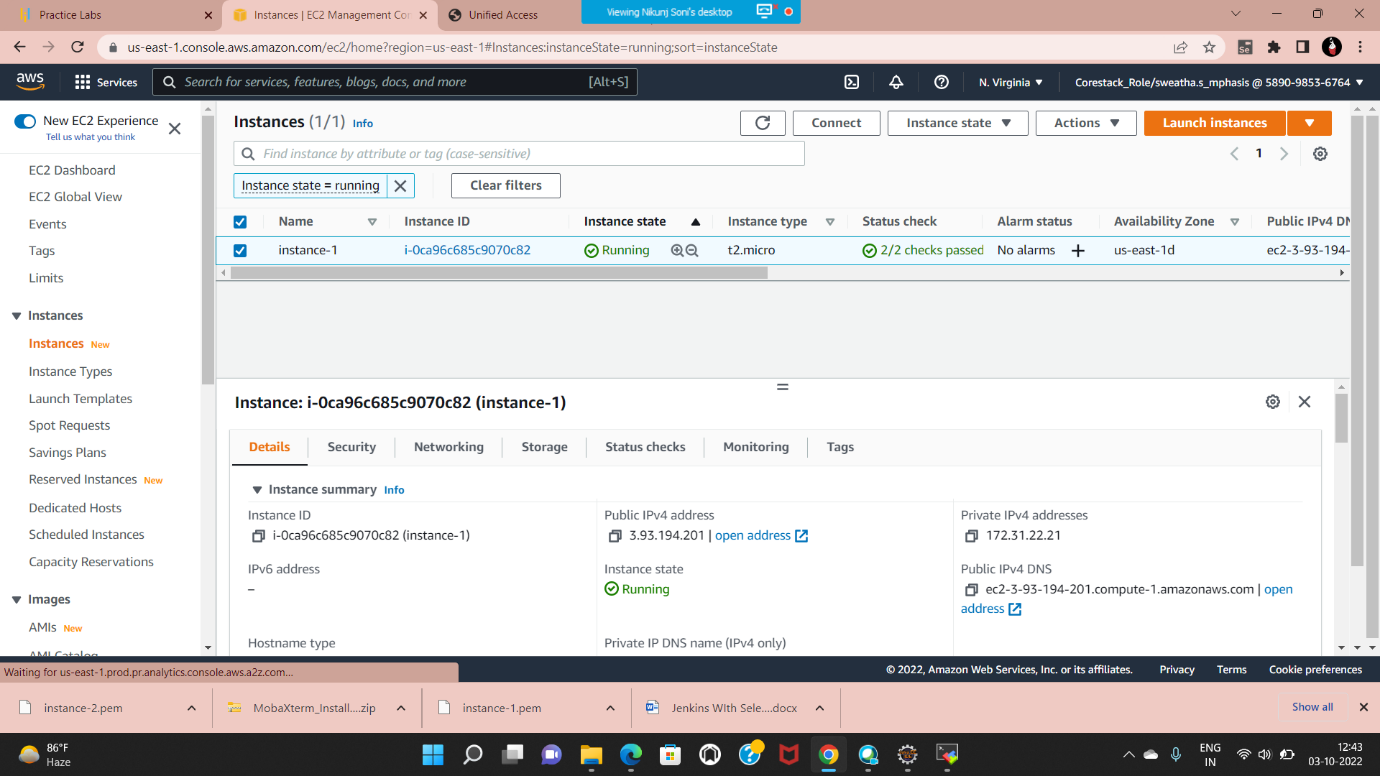 Practice Labs
Instances | EC2 Management Con
Unified Access
Viewing Nikunj Soni's desktop
us-east-1.console.aws.amazon.com/ec2/home?region=us-east-1#Instances:instanceState=running;sort=instanceState
aws
Services
Search for services, features, blogs, docs, and more
[Alt+S]
N. Virginia
Corestack_Role/sweatha.s_mphasis @ 5890-9853-6764
New EC2 Experience
Tell us what you think
EC2 Dashboard
EC2 Global View
Events
Tags
Limits
Instances
Instances New
Instance Types
Launch Templates
Spot Requests
Savings Plans
Reserved Instances New
Dedicated Hosts
Scheduled Instances
Capacity Reservations
Images
AMIs New
AMI Catalog
Instances (1/1) Info
Connect
Instance state
Actions
Launch instances
Find instance by attribute or tag (case-sensitive)
1
Instance state = running
Clear filters
Name Instance ID Instance state Instance type Status check Alarm status Availability Zone Public IPv4 DN
instance-1 i-0ca96c685c9070c82 Running t2.micro 2/2 checks passed No alarms + us-east-1d ec2-3-93-194-
Instance: i-0ca96c685c9070c82 (instance-1)
Details Security Networking Storage Status checks Monitoring Tags
Instance summary Info
Instance ID
i-0ca96c685c9070c82 (instance-1)
Public IPv4 address
3.93.194.201 | open address
Private IPv4 addresses
172.31.22.21
IPv6 address
–
Instance state
Running
Public IPv4 DNS
ec2-3-93-194-201.compute-1.amazonaws.com | open
address
Hostname type
Private IP DNS name (IPv4 only)
Waiting for us-east-1.prod.pr.analytics.console.aws.a2z.com...
© 2022, Amazon Web Services, Inc. or its affiliates. Privacy Terms Cookie preferences
instance-2.pem
MobaXterm_Install....zip
instance-1.pem
Jenkins WIth Sele....docx
Show all
86°F
Haze
ENG
IN
12:43
03-10-2022